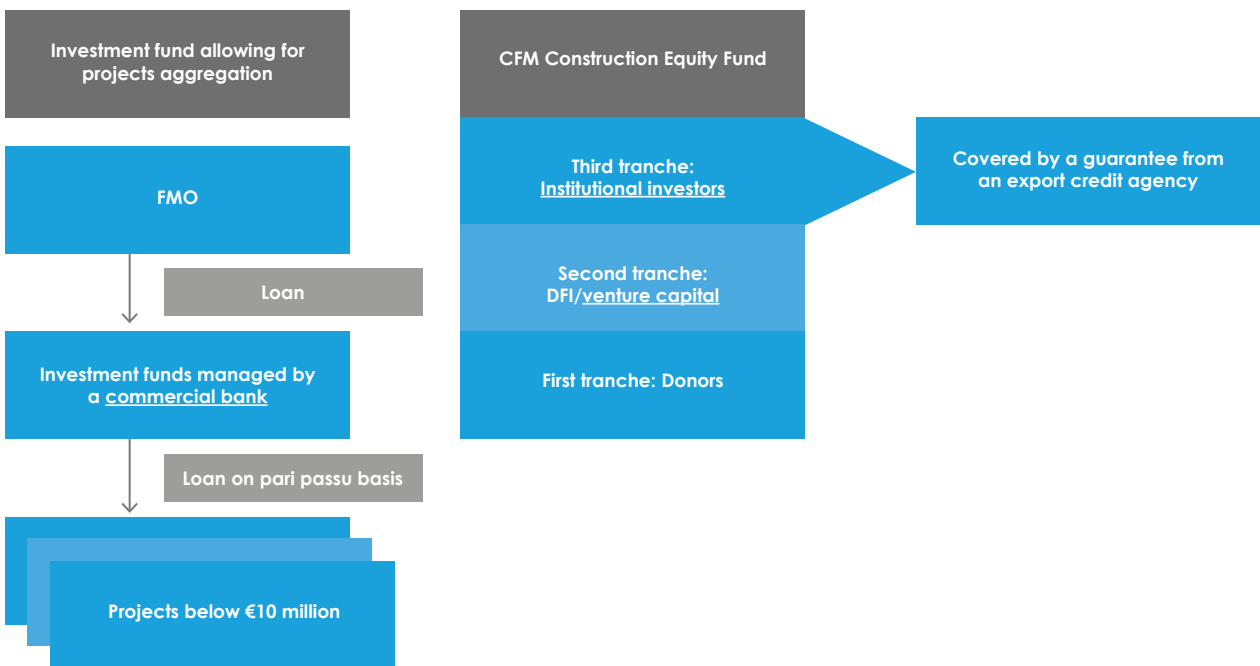 Investment fund allowing for
projects aggregation
FMO
Loan
Investment funds managed by
a commercial bank
Loan on pari passu basis
Projects below €10 million
CFM Construction Equity Fund
Third tranche:
Institutional investors
Second tranche:
DFI/venture capital
First tranche: Donors
Covered by a guarantee from
an export credit agency